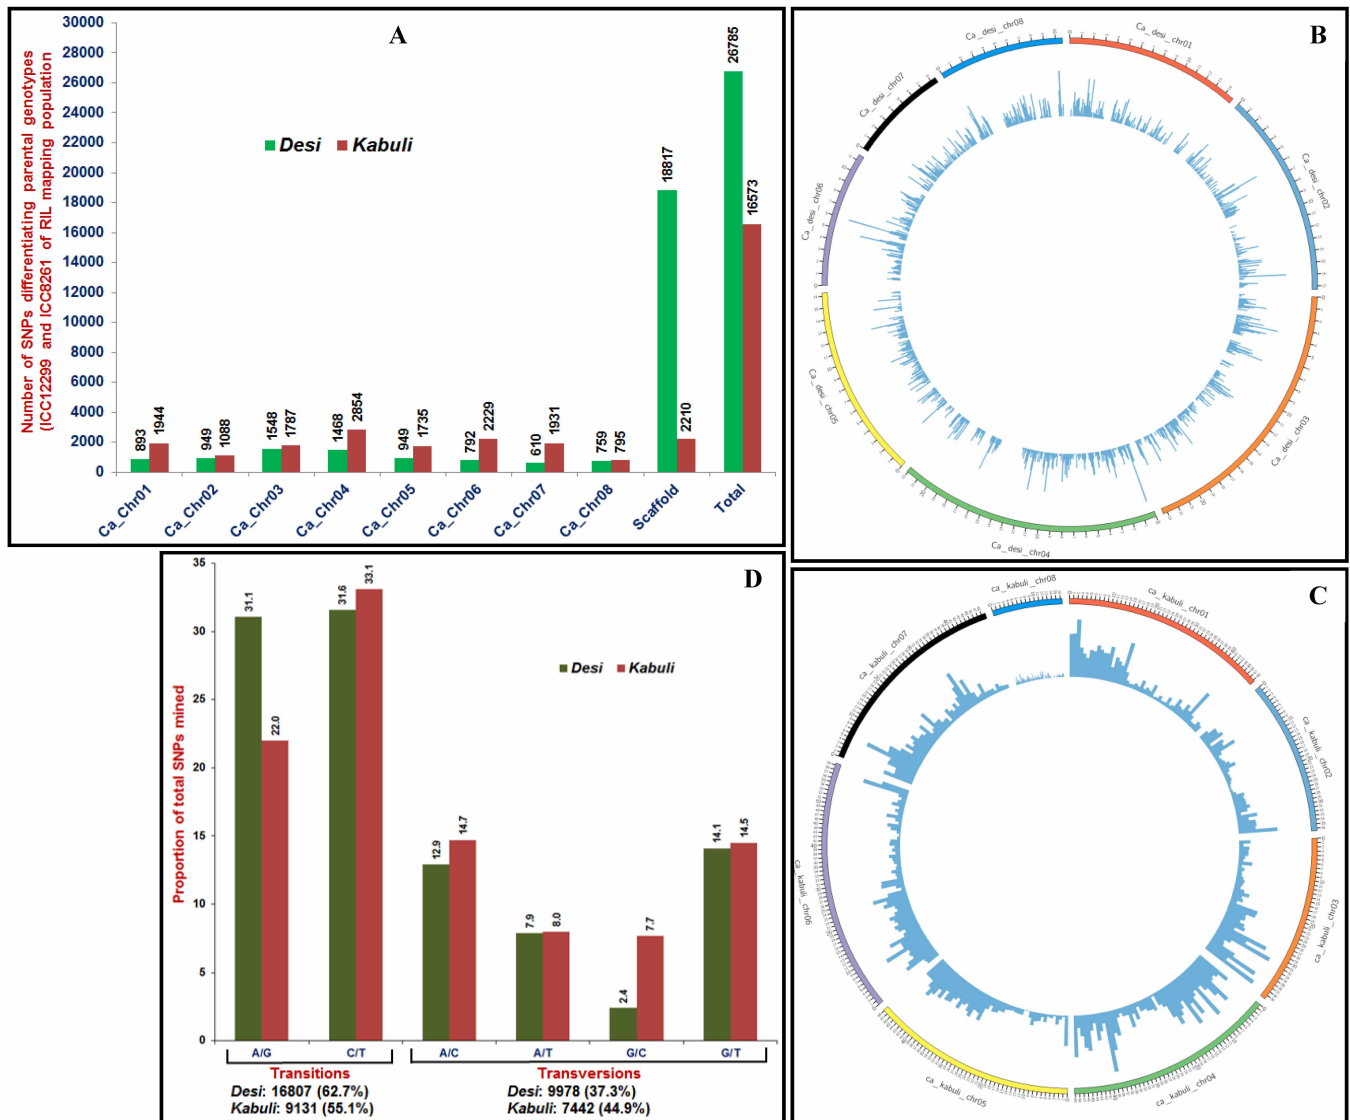 A
Number of SNPs differentiating parental genotypes
(ICC12299 and ICC8261 of RIL mapping population
30000
28000
26000
24000
22000
20000
18000
16000
14000
12000
10000
8000
6000
4000
2000
0
Desi Kabuli
893 1944
949 1088
1548 1787
1468 2854
949 1735
792 2229
610 1931
759 795
18817 2210
26785 16573
Ca_Chr01 Ca_Chr02 Ca_Chr03 Ca_Chr04 Ca_Chr05 Ca_Chr06 Ca_Chr07 Ca_Chr08 Scaffold Total
B
Ca_desi_chr01
Ca_desi_chr02
Ca_desi_chr03
Ca_desi_chr04
Ca_desi_chr05
Ca_desi_chr06
Ca_desi_chr07
Ca_desi_chr08
D
Proportion of total SNPs mined
35
30
25
20
15
10
5
0
Desi Kabuli
31.1 22.0
31.6 33.1
12.9 14.7
7.9 8.0
2.4 7.7
14.1 14.5
A/G C/T A/C A/T G/C G/T
Transitions
Desi: 16807 (62.7%)
Kabuli: 9131 (55.1%)
Transversions
Desi: 9978 (37.3%)
Kabuli: 7442 (44.9%)
C
ca_kabuli_chr01
ca_kabuli_chr02
ca_kabuli_chr03
ca_kabuli_chr04
ca_kabuli_chr05
ca_kabuli_chr06
ca_kabuli_chr07
ca_kabuli_chr08